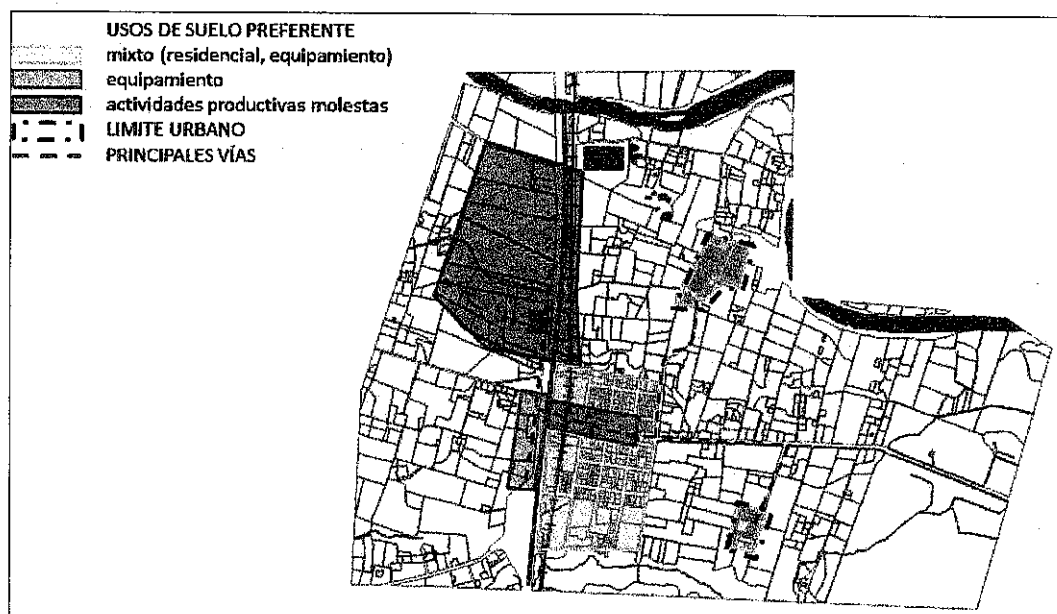 USOS DE SUELO PREFERENTE
mixto (residencial, equipamiento)
equipamiento
actividades productivas molestas
LIMITE URBANO
PRINCIPALES VÍAS